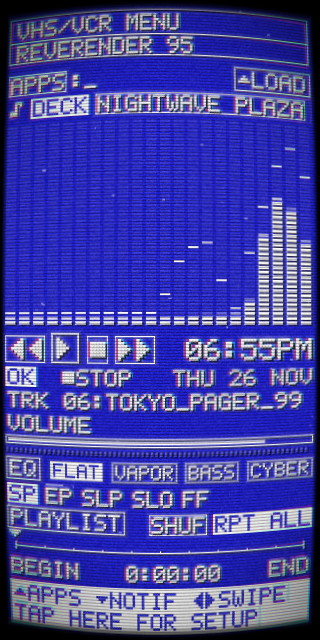 VHS/VCR MENU
REVERENDER 95
APPS:_ ▲LOAD
♪ DECK NIGHTWAVE PLAZA
06:55PM
OK ■STOP THU 26 NOV
TRK 06:TOKYO_PAGER_99
VOLUME
EQ FLAT VAPOR BASS CYBER
SP EP SLP SLO FF
PLAYLIST SHUF RPT ALL
BEGIN 0:00:00 END
▲APPS ▼NOTIF ◀▶SWIPE
TAP HERE FOR SETUP